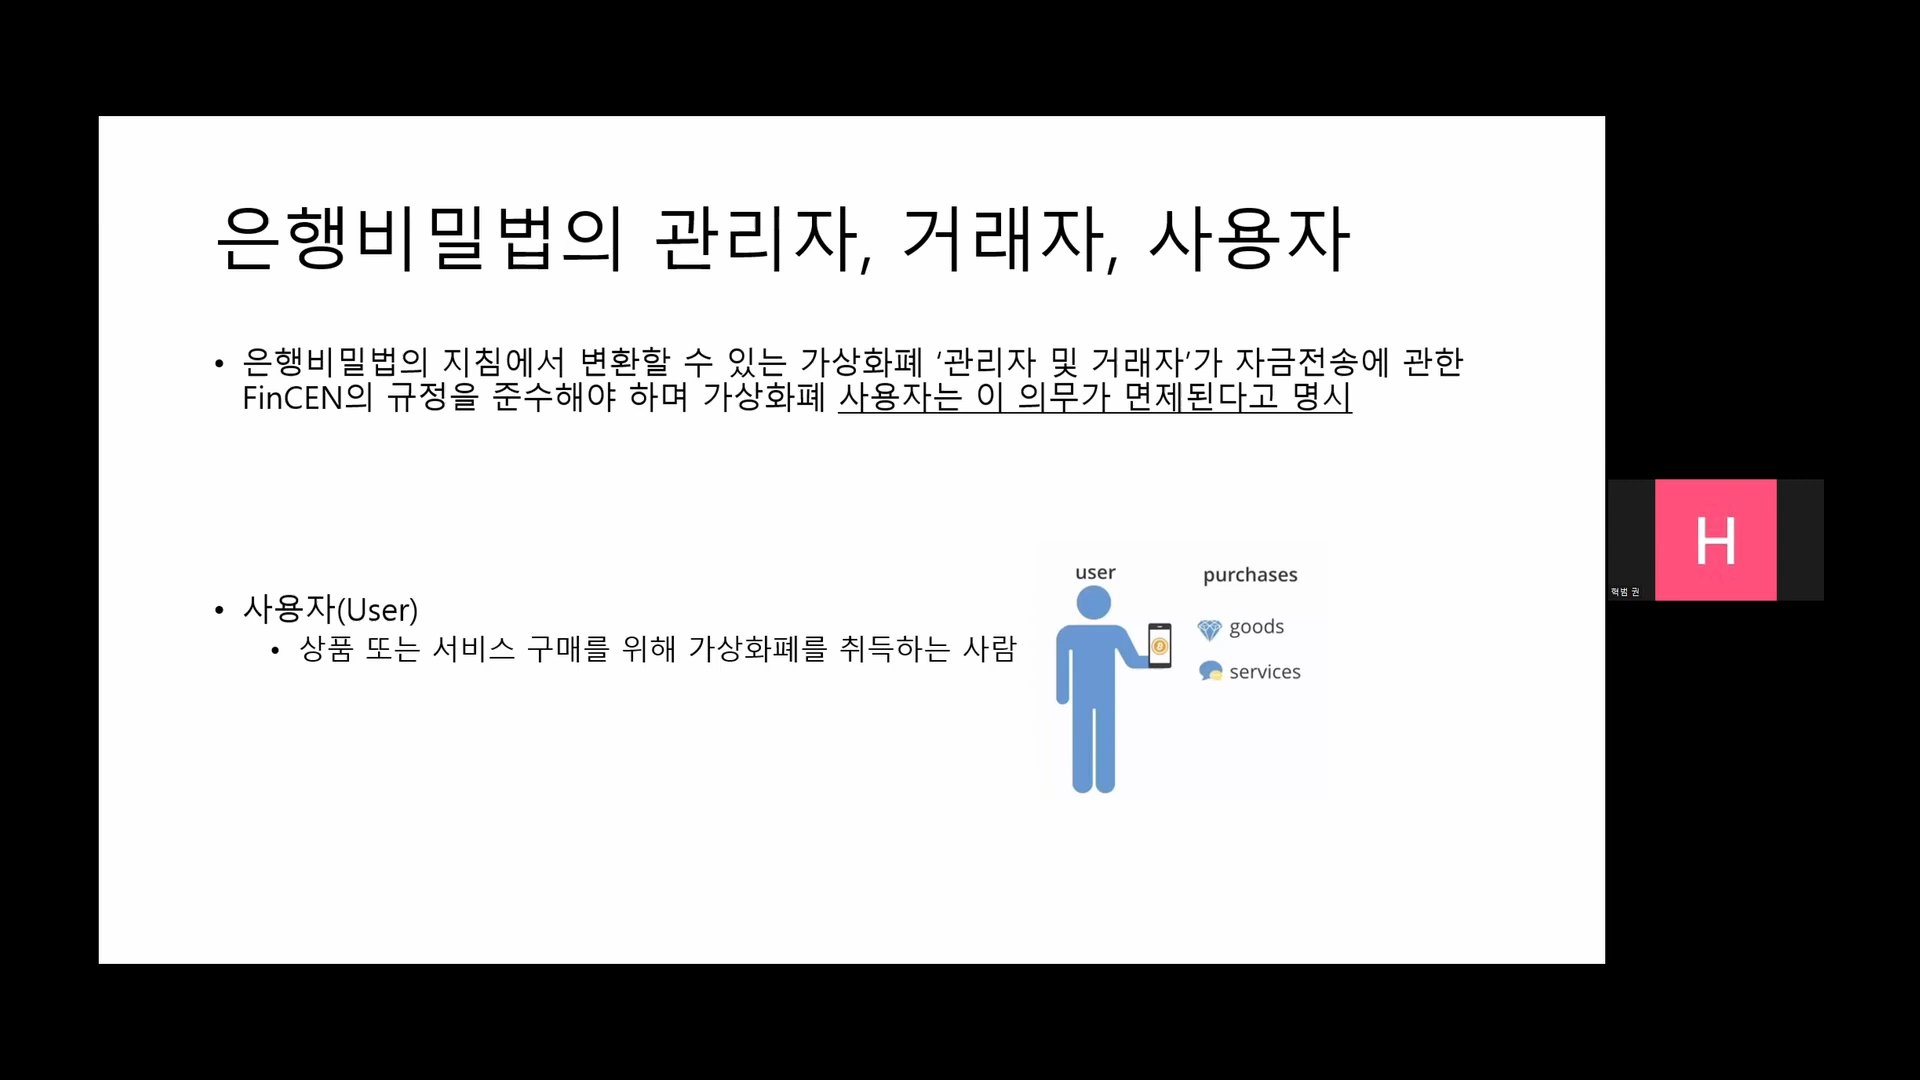 은행비밀법의 관리자, 거래자, 사용자
• 은행비밀법의 지침에서 변환할 수 있는 가상화폐 '관리자 및 거래자'가 자금전송에 관한
FinCEN의 규정을 준수해야 하며 가상화폐 사용자는 이 의무가 면제된다고 명시
• 사용자(User)
• 상품 또는 서비스 구매를 위해 가상화폐를 취득하는 사람
user
purchases
goods
services
H
혁범 권